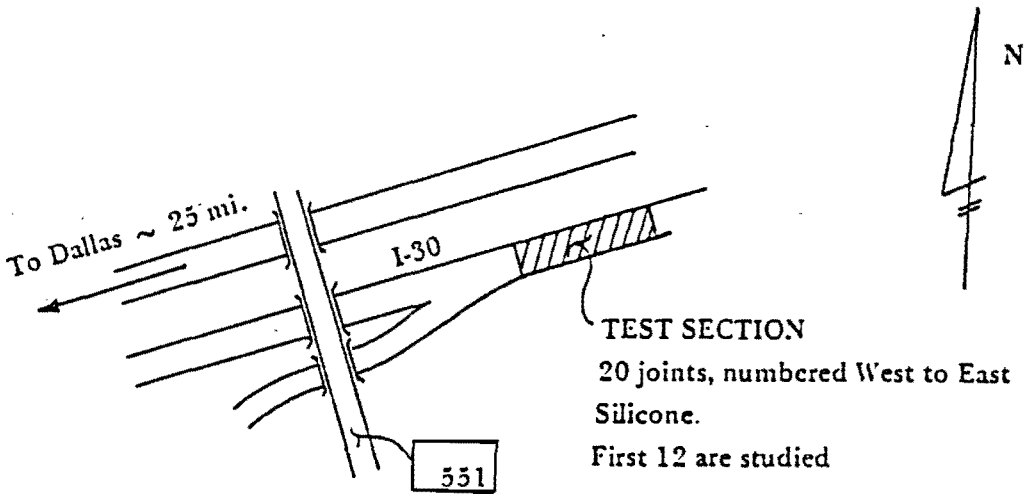 N
To Dallas ~ 25 mi.
I-30
TEST SECTION
20 joints, numbered West to East
Silicone.
First 12 are studied
551